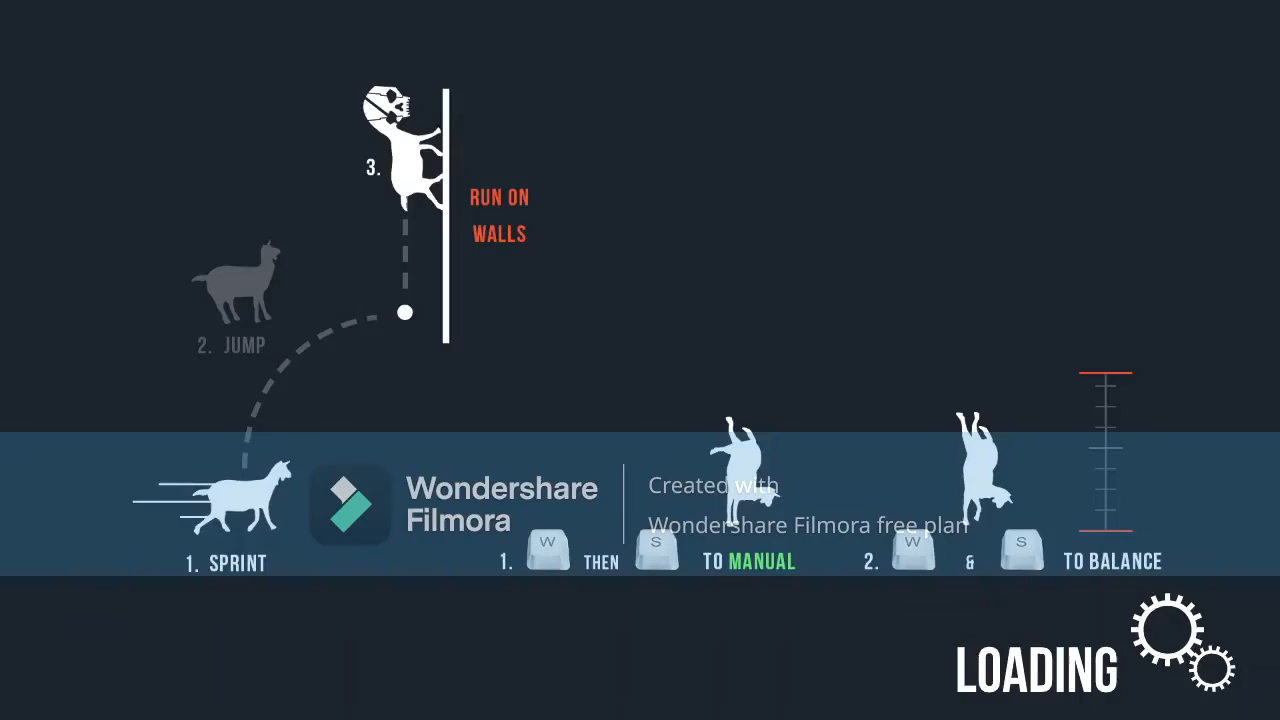 3.
RUN ON
WALLS
2. JUMP
Wondershare
Filmora
Created with
Wondershare Filmora free plan
1. SPRINT
1. W THEN S TO MANUAL
2. W & S TO BALANCE
LOADING